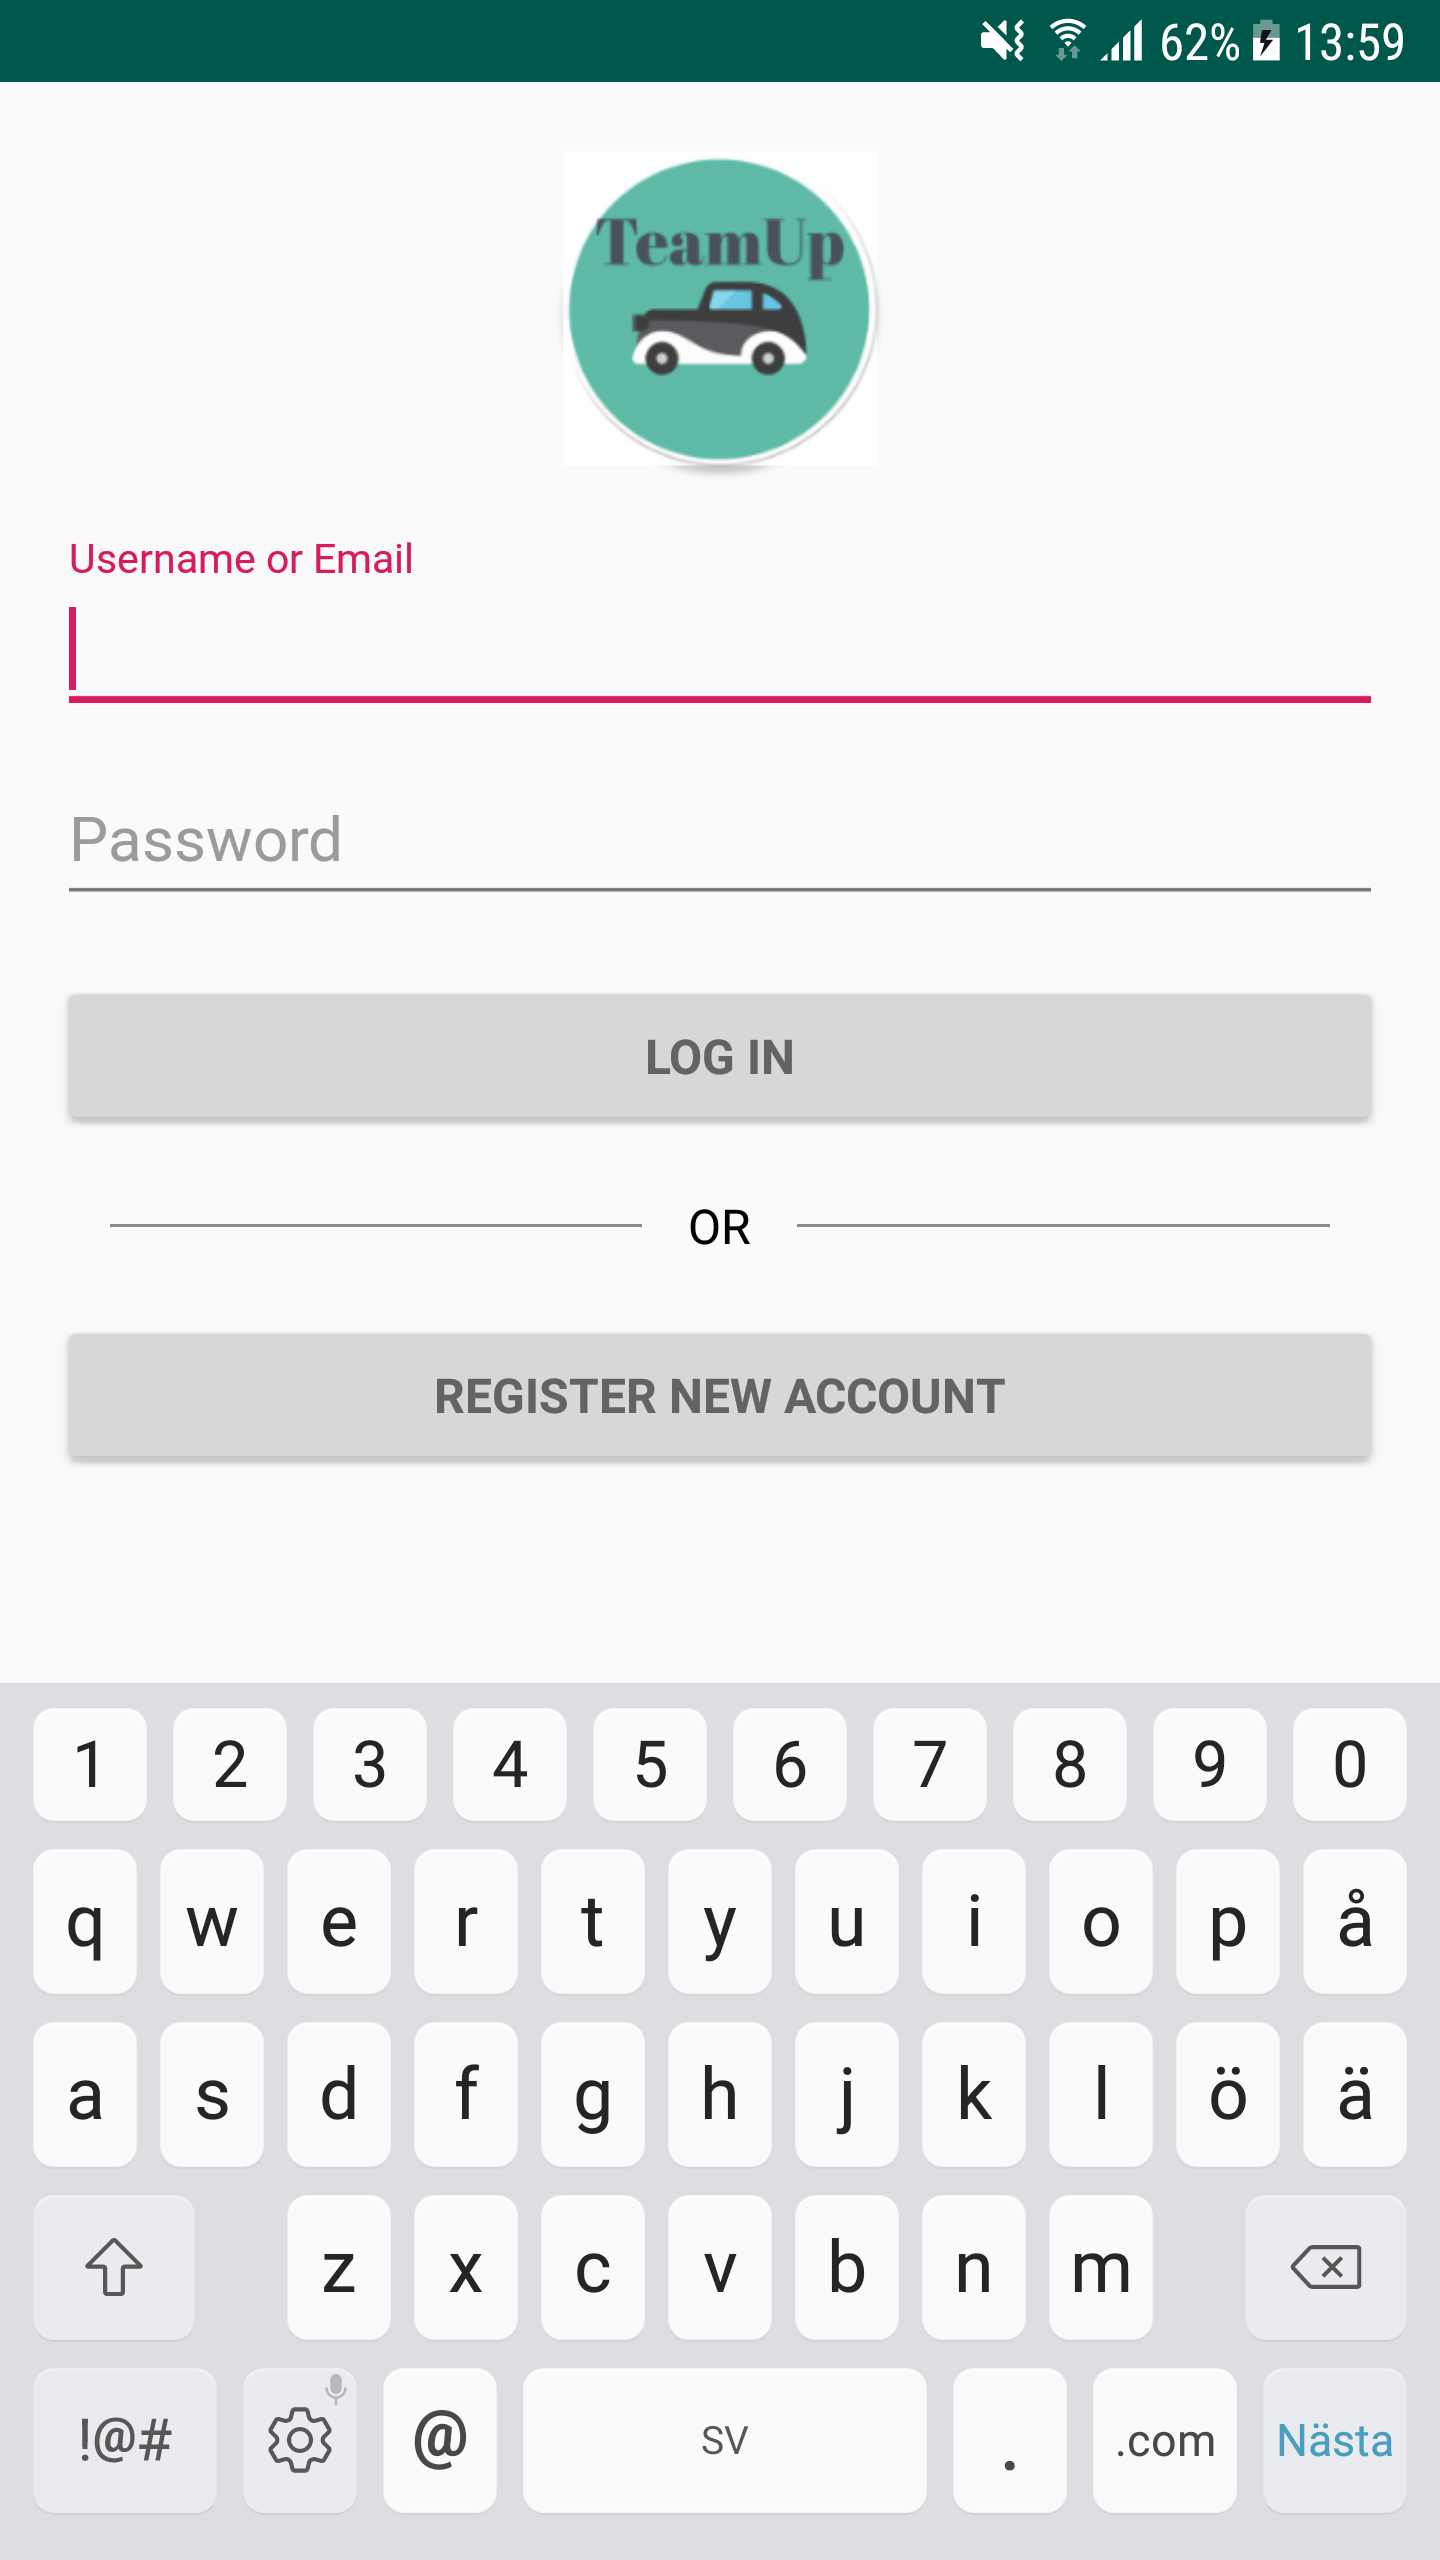 62% 13:59
TeamUp
Username or Email
Password
LOG IN
OR
REGISTER NEW ACCOUNT
1 2 3 4 5 6 7 8 9 0
q w e r t y u i o p å
a s d f g h j k l ö ä
z x c v b n m
!@# @ SV . .com Nästa